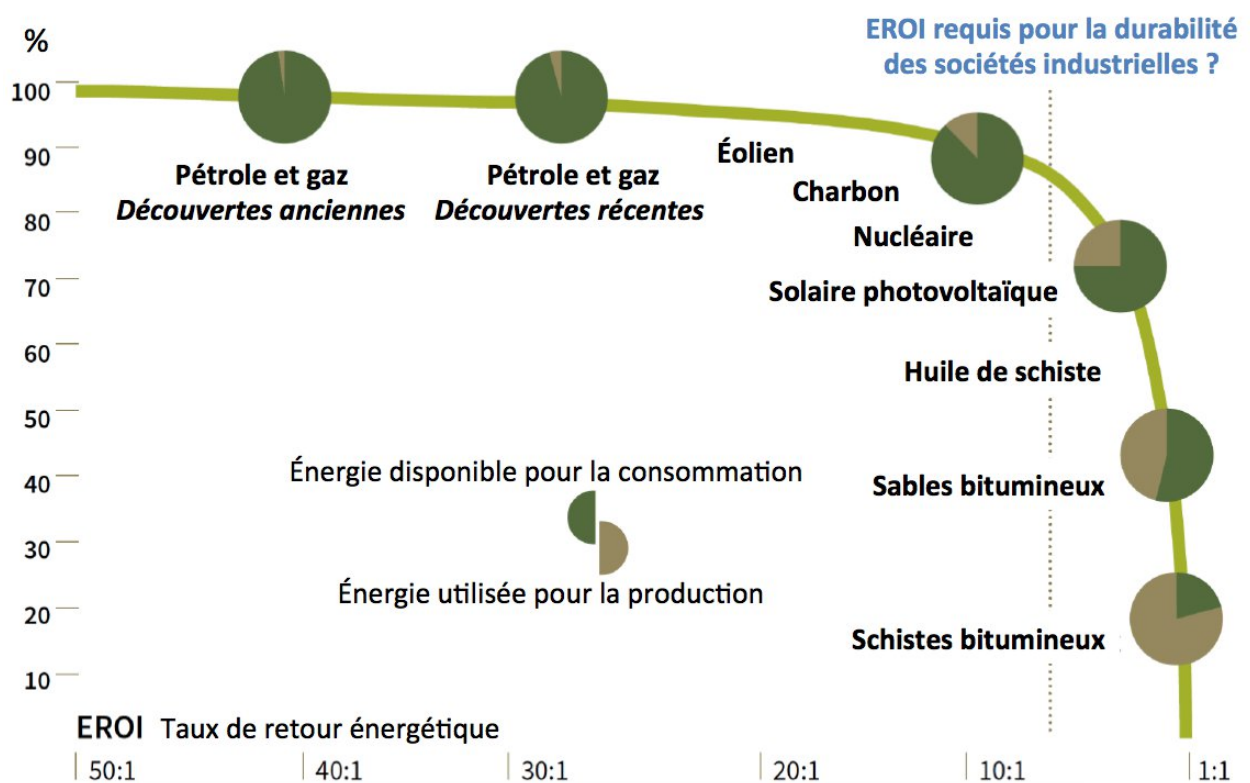 %
EROI requis pour la durabilité
des sociétés industrielles ?
100
90
80
70
60
50
40
30
20
10
Pétrole et gaz
Découvertes anciennes
Pétrole et gaz
Découvertes récentes
Éolien
Charbon
Nucléaire
Solaire photovoltaïque
Huile de schiste
Sables bitumineux
Schistes bitumineux
Énergie disponible pour la consommation
Énergie utilisée pour la production
EROI Taux de retour énergétique
50:1 40:1 30:1 20:1 10:1 1:1